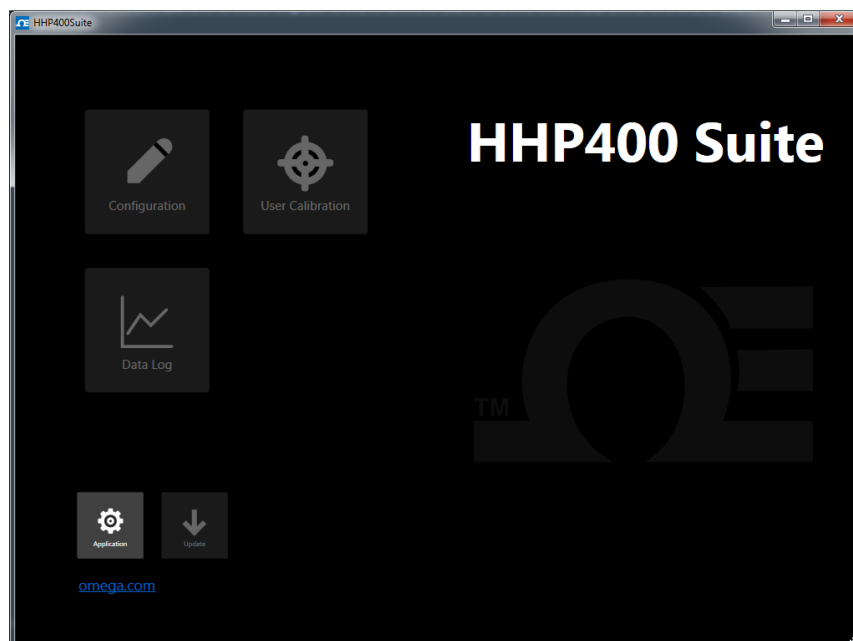 HHP400Suite
HHP400 Suite
Configuration
User Calibration
Data Log
TM
Application
Update
omega.com